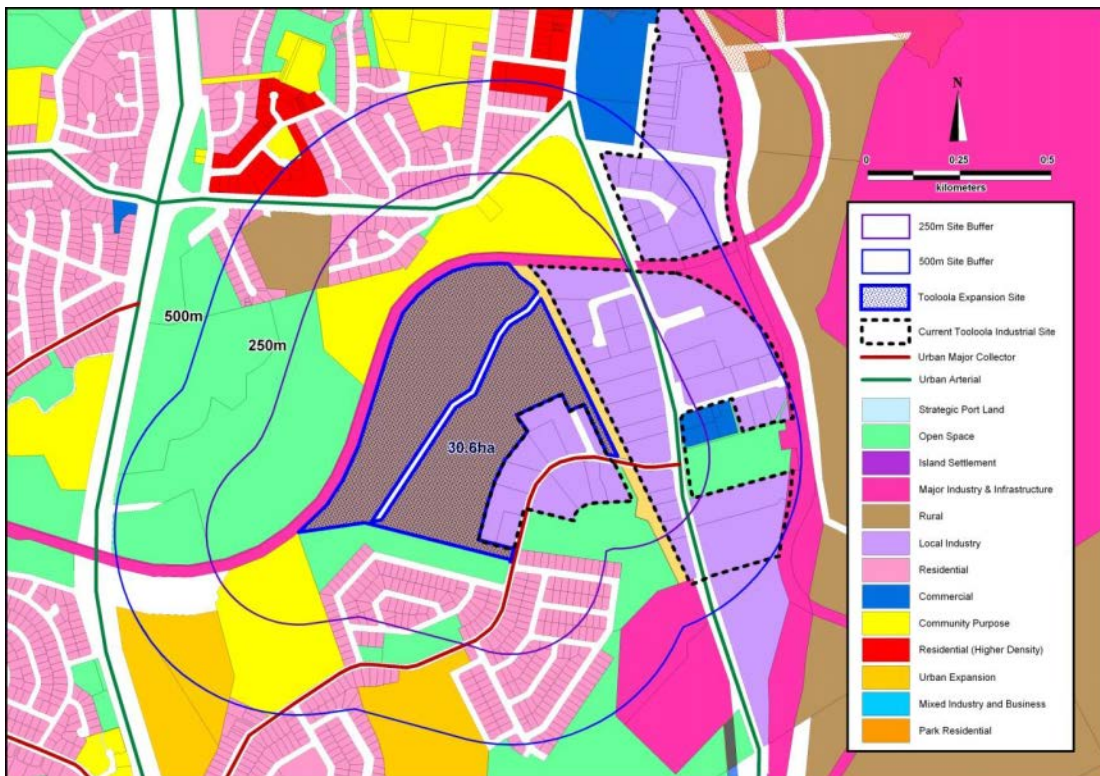 N
0 0.25 0.5
kilometers
500m
250m
30.6ha
250m Site Buffer
500m Site Buffer
Tooloola Expansion Site
Current Tooloola Industrial Site
Urban Major Collector
Urban Arterial
Strategic Port Land
Open Space
Island Settlement
Major Industry & Infrastructure
Rural
Local Industry
Residential
Commercial
Community Purpose
Residential (Higher Density)
Urban Expansion
Mixed Industry and Business
Park Residential